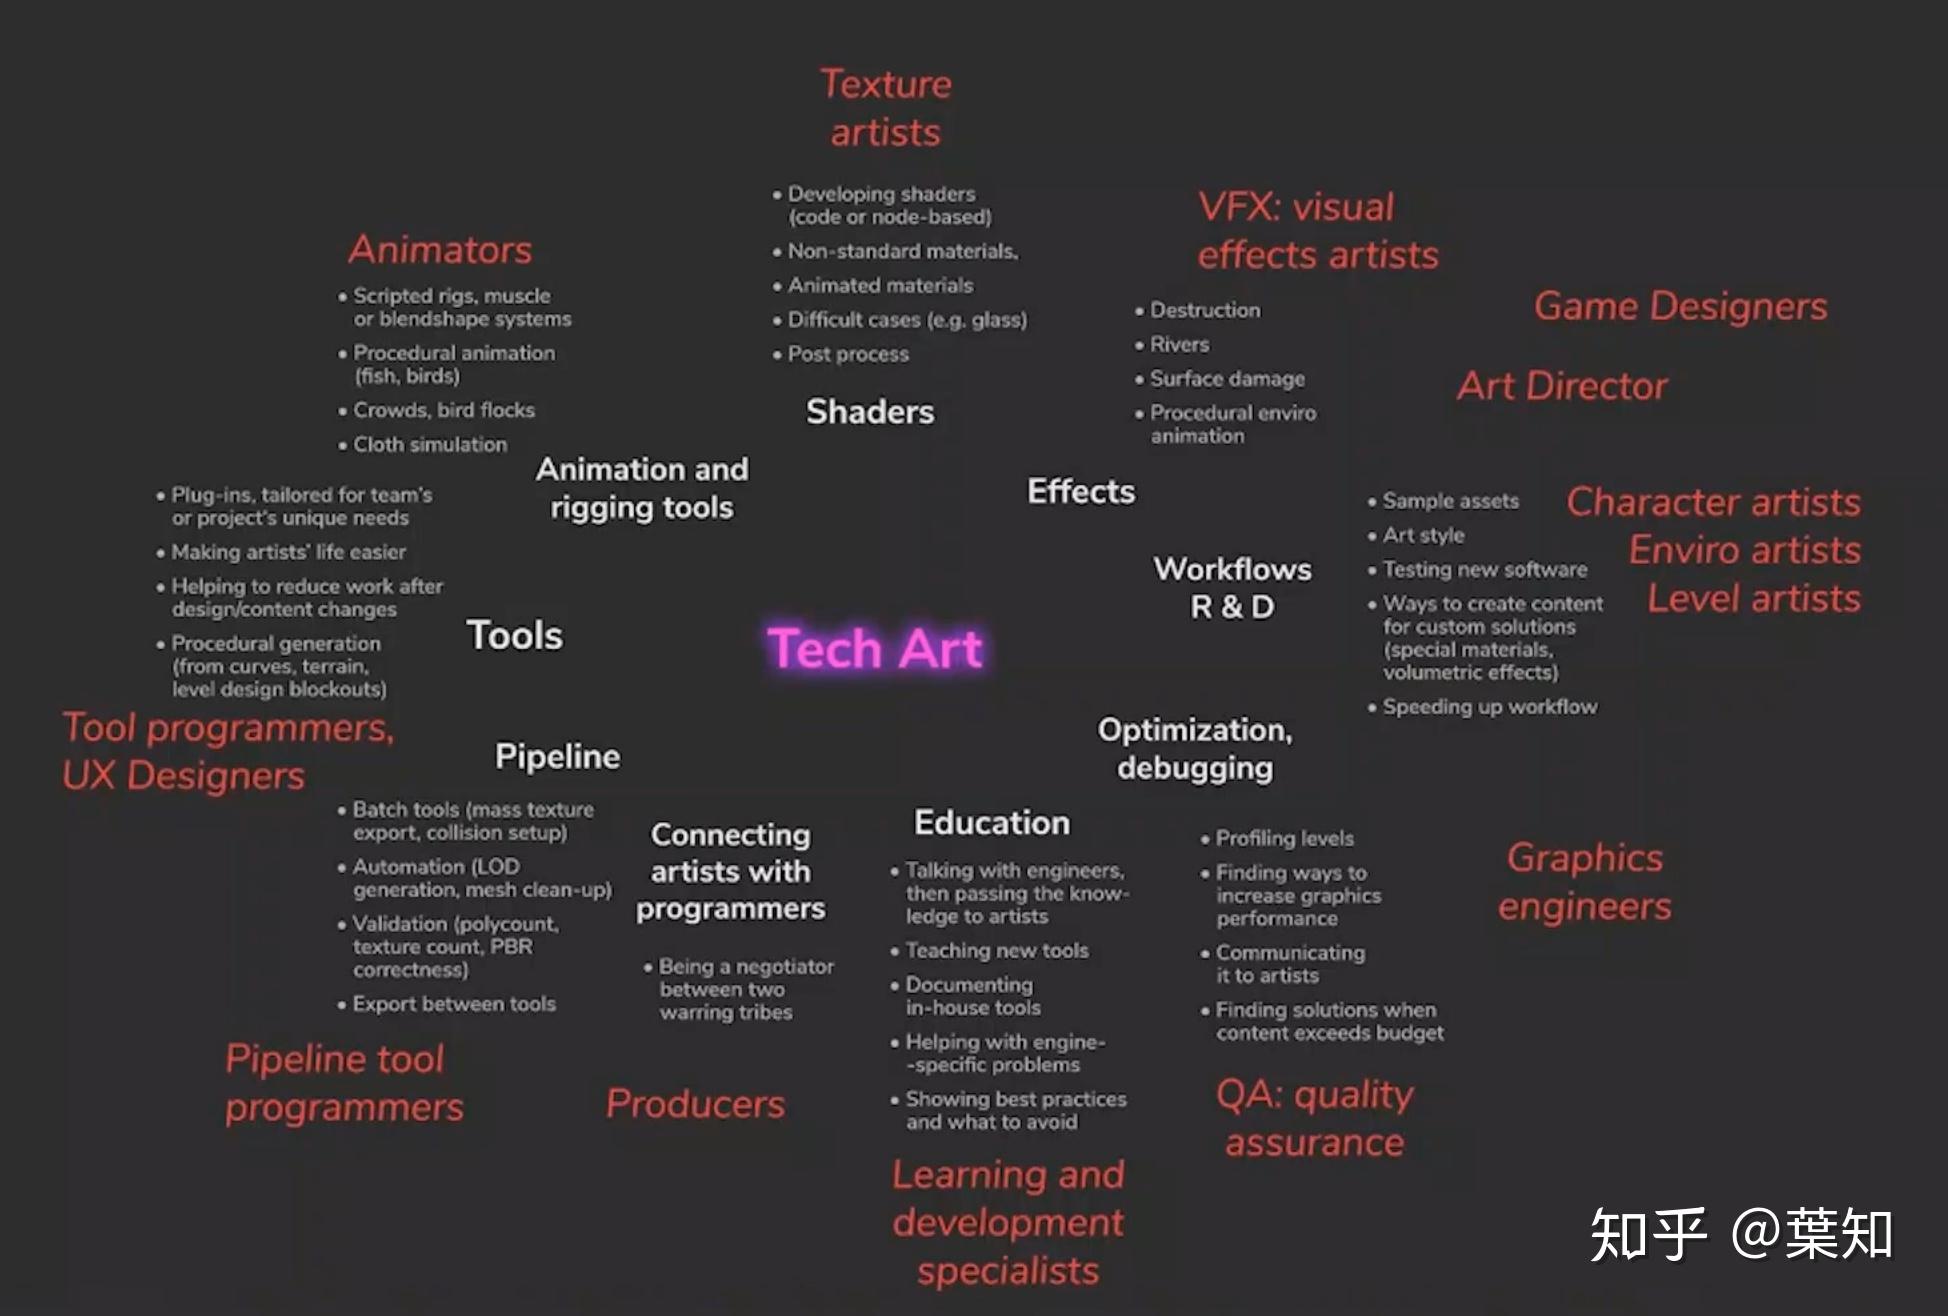 Texture
artists
• Developing shaders
(code or node-based)
• Non-standard materials,
• Animated materials
• Difficult cases (e.g. glass)
• Post process
Shaders
VFX: visual
effects artists
• Destruction
• Rivers
• Surface damage
• Procedural enviro
animation
Effects
Game Designers
Art Director
Animators
• Scripted rigs, muscle
or blendshape systems
• Procedural animation
(fish, birds)
• Crowds, bird flocks
• Cloth simulation
Animation and
rigging tools
• Plug-ins, tailored for team's
or project's unique needs
• Making artists' life easier
• Helping to reduce work after
design/content changes
• Procedural generation
(from curves, terrain,
level design blockouts)
Tools
Tool programmers,
UX Designers
Tech Art
Workflows
R & D
• Sample assets
• Art style
• Testing new software
• Ways to create content
for custom solutions
(special materials,
volumetric effects)
• Speeding up workflow
Character artists
Enviro artists
Level artists
Pipeline
• Batch tools (mass texture
export, collision setup)
• Automation (LOD
generation, mesh clean-up)
• Validation (polycount,
texture count, PBR
correctness)
• Export between tools
Pipeline tool
programmers
Connecting
artists with
programmers
• Being a negotiator
between two
warring tribes
Producers
Education
• Talking with engineers,
then passing the know-
ledge to artists
• Teaching new tools
• Documenting
in-house tools
• Helping with engine-
-specific problems
• Showing best practices
and what to avoid
Learning and
development
specialists
Optimization,
debugging
• Profiling levels
• Finding ways to
increase graphics
performance
• Communicating
it to artists
• Finding solutions when
content exceeds budget
Graphics
engineers
QA: quality
assurance
知乎 @葉知